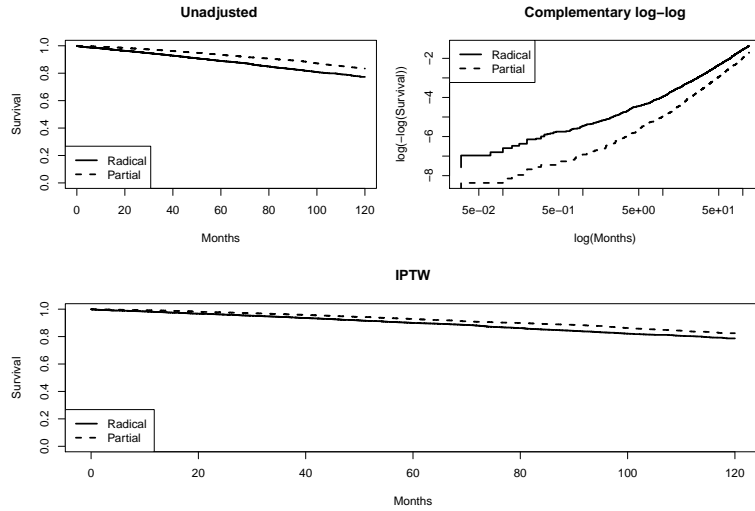 Unadjusted
Survival
1.0
0.8
0.6
0.4
0.2
0.0
Radical
Partial
0 20 40 60 80 100 120
Months
Complementary log−log
log(−log(Survival))
−2
−4
−6
−8
Radical
Partial
5e−02 5e−01 5e+00 5e+01
log(Months)
IPTW
Survival
1.0
0.8
0.6
0.4
0.2
0.0
Radical
Partial
0 20 40 60 80 100 120
Months